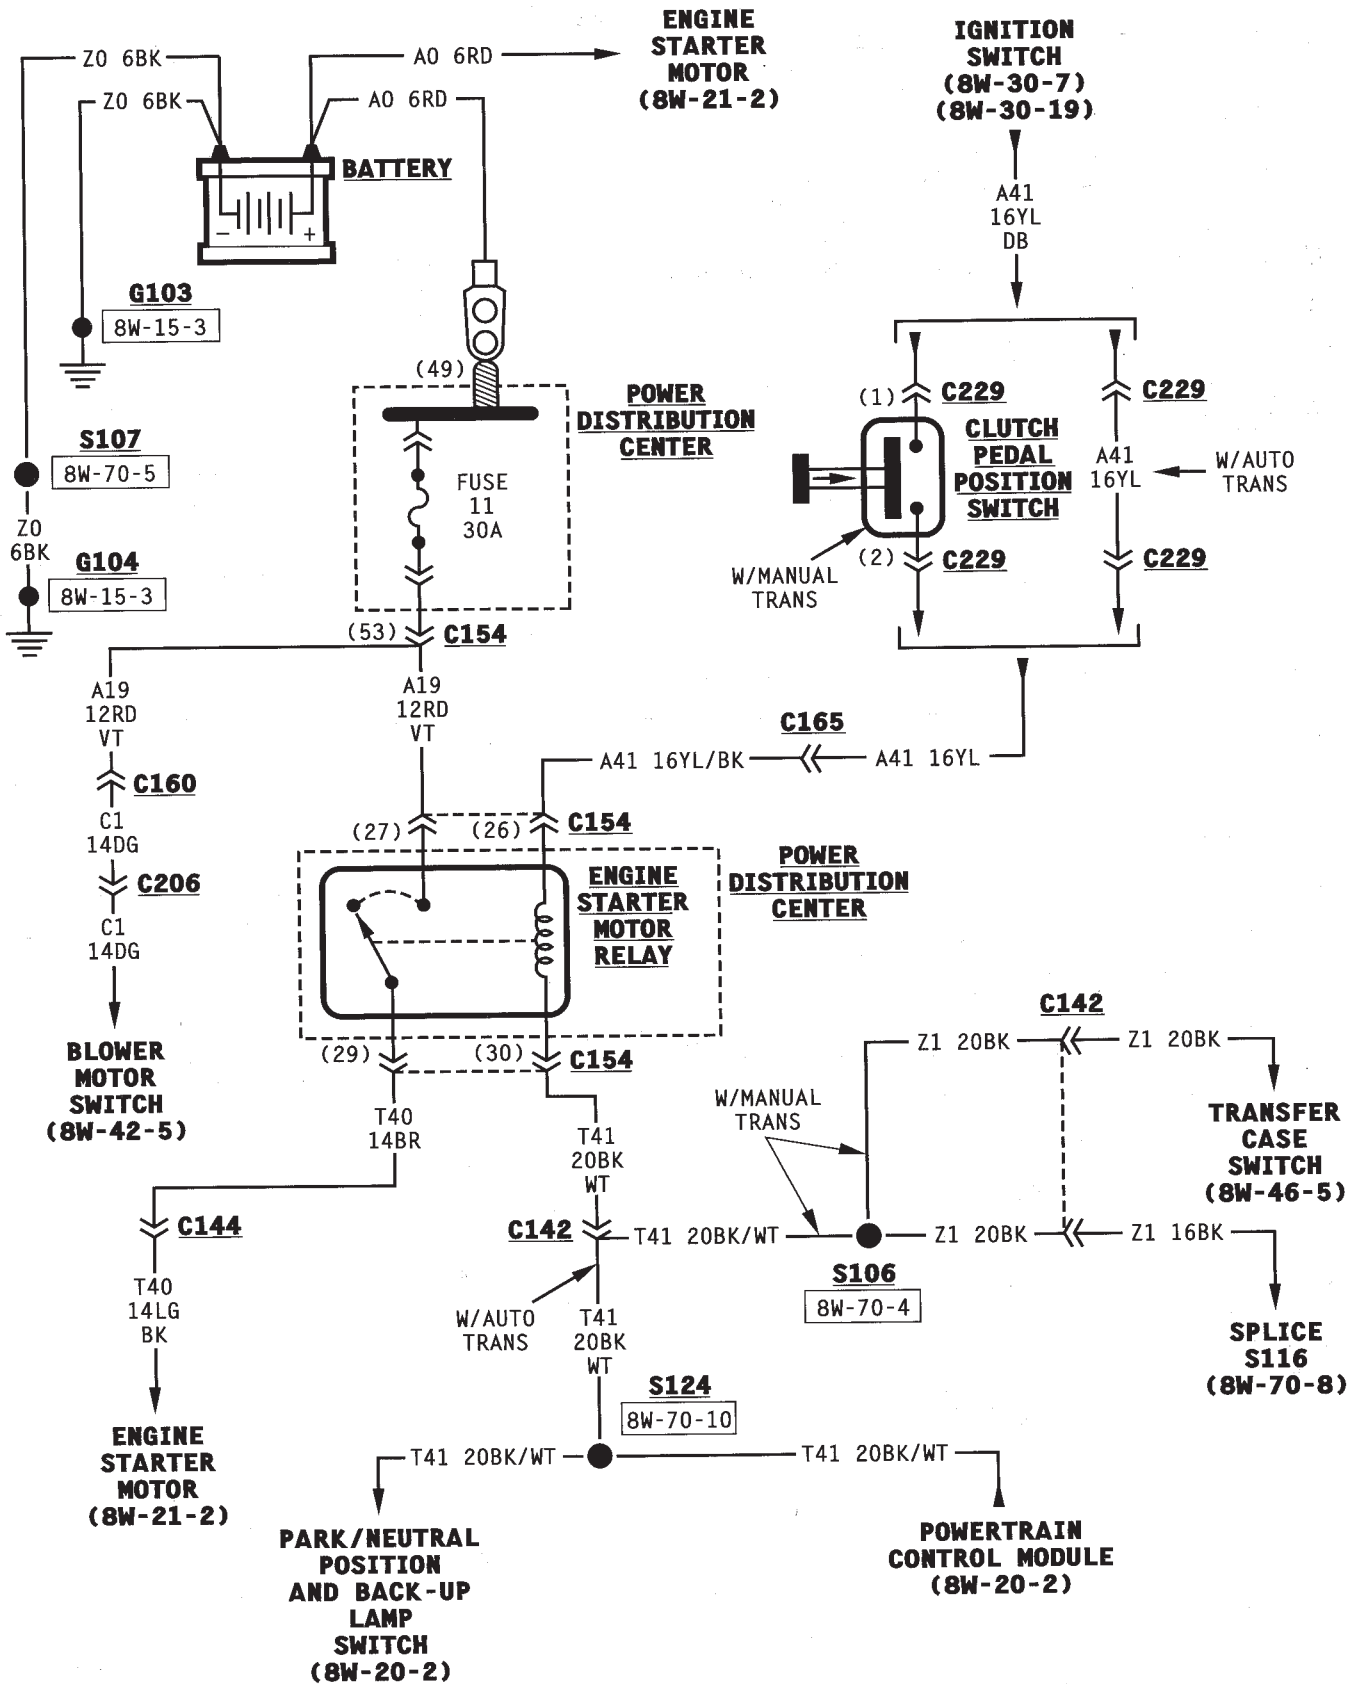 ENGINE
STARTER
MOTOR
(8W-21-2)
IGNITION
SWITCH
(8W-30-7)
(8W-30-19)
Z0 6BK
A0 6RD
Z0 6BK
A0 6RD
BATTERY
−
+
A41
16YL
DB
G103
8W-15-3
(49)
POWER
DISTRIBUTION
CENTER
(1)
C229
C229
CLUTCH
PEDAL
POSITION
SWITCH
A41
16YL
W/AUTO
TRANS
S107
8W-70-5
FUSE
11
30A
Z0
6BK
G104
8W-15-3
W/MANUAL
TRANS
(2)
C229
C229
(53)
C154
A19
12RD
VT
A19
12RD
VT
C165
A41 16YL/BK
A41 16YL
C160
C1
14DG
(27)
(26)
C154
C206
C1
14DG
ENGINE
STARTER
MOTOR
RELAY
POWER
DISTRIBUTION
CENTER
BLOWER
MOTOR
SWITCH
(8W-42-5)
(29)
(30)
C154
C142
Z1 20BK
Z1 20BK
T40
14BR
T41
20BK
WT
W/MANUAL
TRANS
TRANSFER
CASE
SWITCH
(8W-46-5)
C144
C142
T41 20BK/WT
Z1 20BK
Z1 16BK
S106
8W-70-4
T40
14LG
BK
W/AUTO
TRANS
T41
20BK
WT
SPLICE
S116
(8W-70-8)
S124
8W-70-10
ENGINE
STARTER
MOTOR
(8W-21-2)
T41 20BK/WT
T41 20BK/WT
PARK/NEUTRAL
POSITION
AND BACK-UP
LAMP
SWITCH
(8W-20-2)
POWERTRAIN
CONTROL MODULE
(8W-20-2)